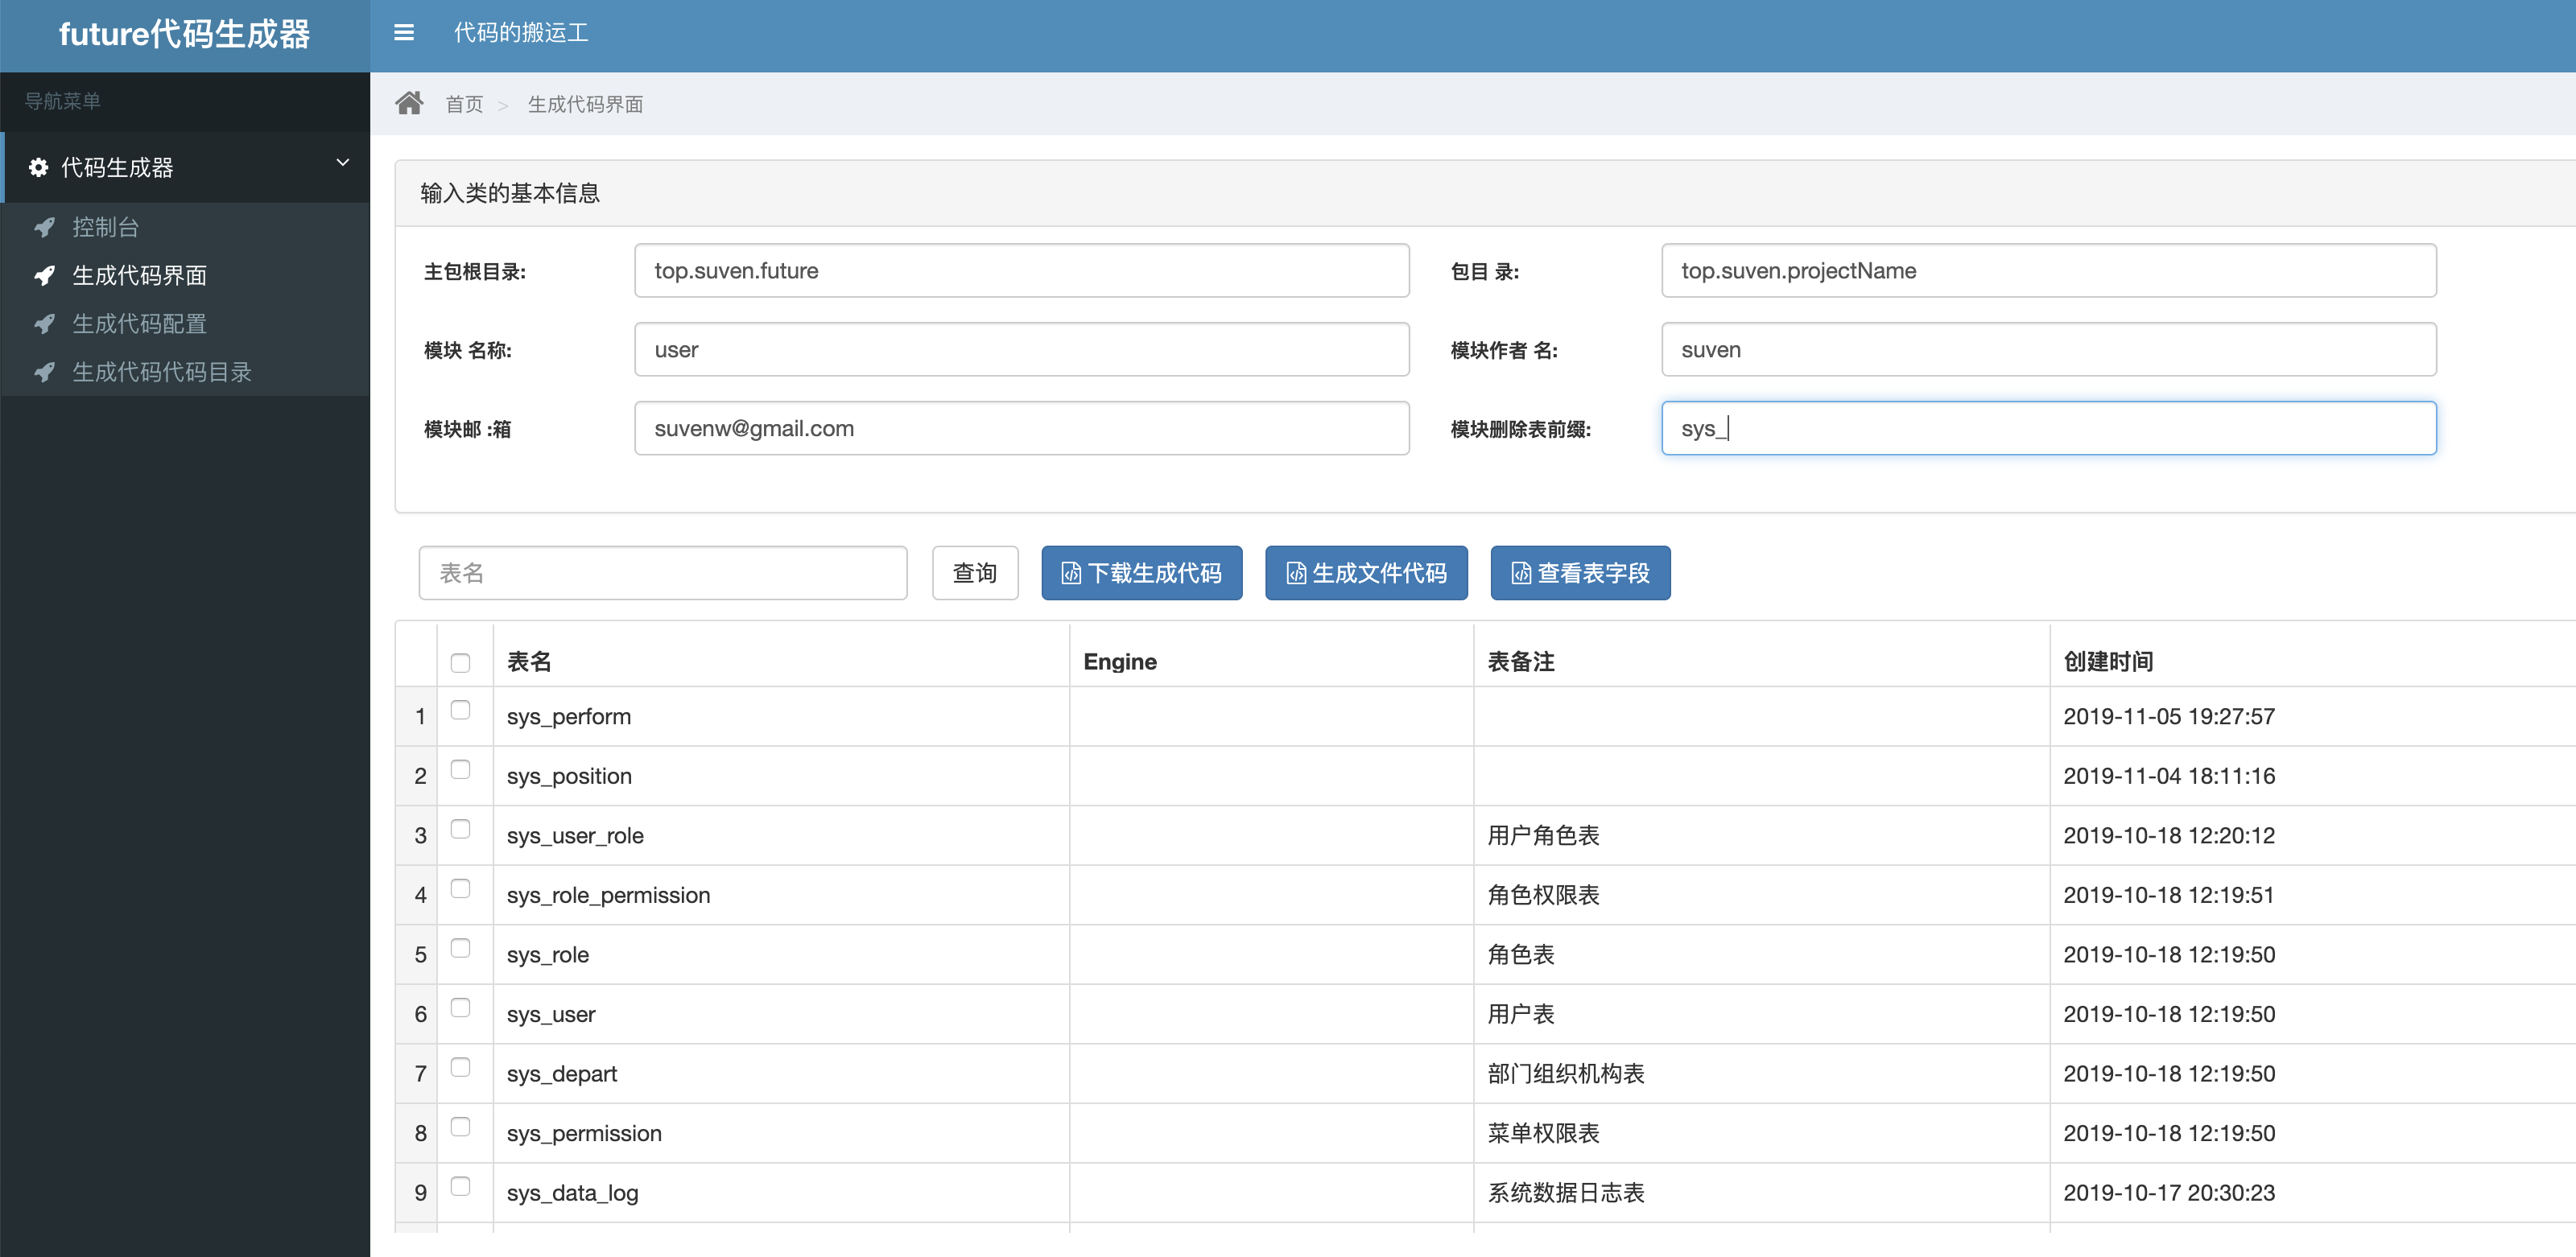 future代码生成器
代码的搬运工
导航菜单
首页 > 生成代码界面
代码生成器
控制台
生成代码界面
生成代码配置
生成代码代码目录
输入类的基本信息
主包根目录: top.suven.future 包目 录: top.suven.projectName
模块 名称: user 模块作者 名: suven
模块邮 :箱 suvenw@gmail.com 模块删除表前缀: sys_
表名 查询 下载生成代码 生成文件代码 查看表字段
表名 Engine 表备注 创建时间
1 sys_perform 2019-11-05 19:27:57
2 sys_position 2019-11-04 18:11:16
3 sys_user_role 用户角色表 2019-10-18 12:20:12
4 sys_role_permission 角色权限表 2019-10-18 12:19:51
5 sys_role 角色表 2019-10-18 12:19:50
6 sys_user 用户表 2019-10-18 12:19:50
7 sys_depart 部门组织机构表 2019-10-18 12:19:50
8 sys_permission 菜单权限表 2019-10-18 12:19:50
9 sys_data_log 系统数据日志表 2019-10-17 20:30:23